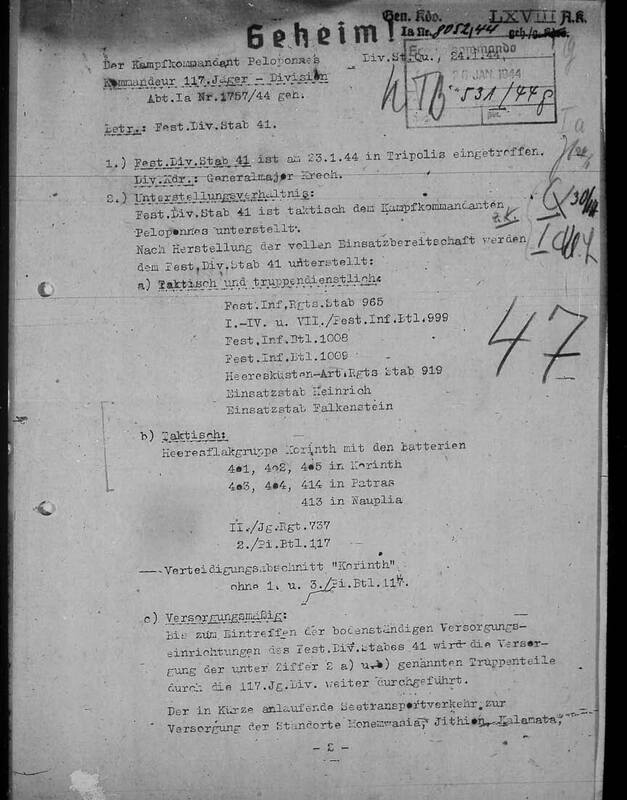 Geheim!
Gen. Kdo. LXVIII A.K.
Ia Nr. 8052/44 geh./g.Kdos.
Der Kampfkommandant Peloponnes Div.St.Qu., 24.1.44.
Kommandeur 117.Jäger - Division
Abt.Ia Nr.1757/44 geh.
JAN. 1944
WTB 531/44g
Betr.: Fest.Div.Stab 41.
1.) Fest.Div.Stab 41 ist am 23.1.44 in Tripolis eingetroffen.
Div.Kdr.: Generalmajor Krech.
2.) Unterstellungsverhältnis:
Fest.Div.Stab 41 ist taktisch dem Kampfkommandanten
Peloponnes unterstellt.
z.K.
Nach Herstellung der vollen Einsatzbereitschaft werden
dem Fest.Div.Stab 41 unterstellt:
a) Taktisch und truppendienstlich:
Fest.Inf.Rgts.Stab 965
I.-IV. u. VII./Fest.Inf.Btl.999
Fest.Inf.Btl.1008
Fest.Inf.Btl.1009
Heeresküsten-Art.Rgts Stab 919
Einsatzstab Heinrich
Einsatzstab Falkenstein
47
b) Taktisch:
Heeresflakgruppe Korinth mit den Batterien
401, 402, 405 in Korinth
403, 404, 414 in Patras
413 in Nauplia
II./Jg.Rgt.737
2./Pi.Btl.117
Verteidigungsabschnitt "Korinth"
ohne 1. u. 3./Pi.Btl.117.
c) Versorgungsmäßig:
Bis zum Eintreffen der bodenständigen Versorgungs-
einrichtungen des Fest.Div.Stabes 41 wird die Versor-
gung der unter Ziffer 2 a) u.b) genannten Truppenteile
durch die 117.Jg.Div. weiter durchgeführt.
Der in Kürze anlaufende Seetransportverkehr zur
Versorgung der Standorte Monemwasia, Jithion, Kalamata,
- 2 -